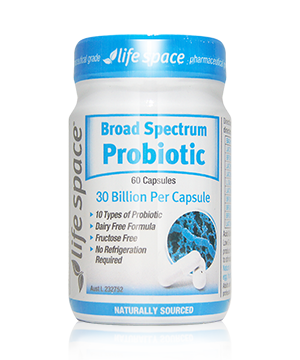 life space
pharmaceutical
Broad Spectrum
Probiotic
60 Capsules
30 Billion Per Capsule
• 10 Types of Probiotic
• Dairy Free Formula
• Fructose Free
• No Refrigeration
Required
life space
NATURALLY SOURCED